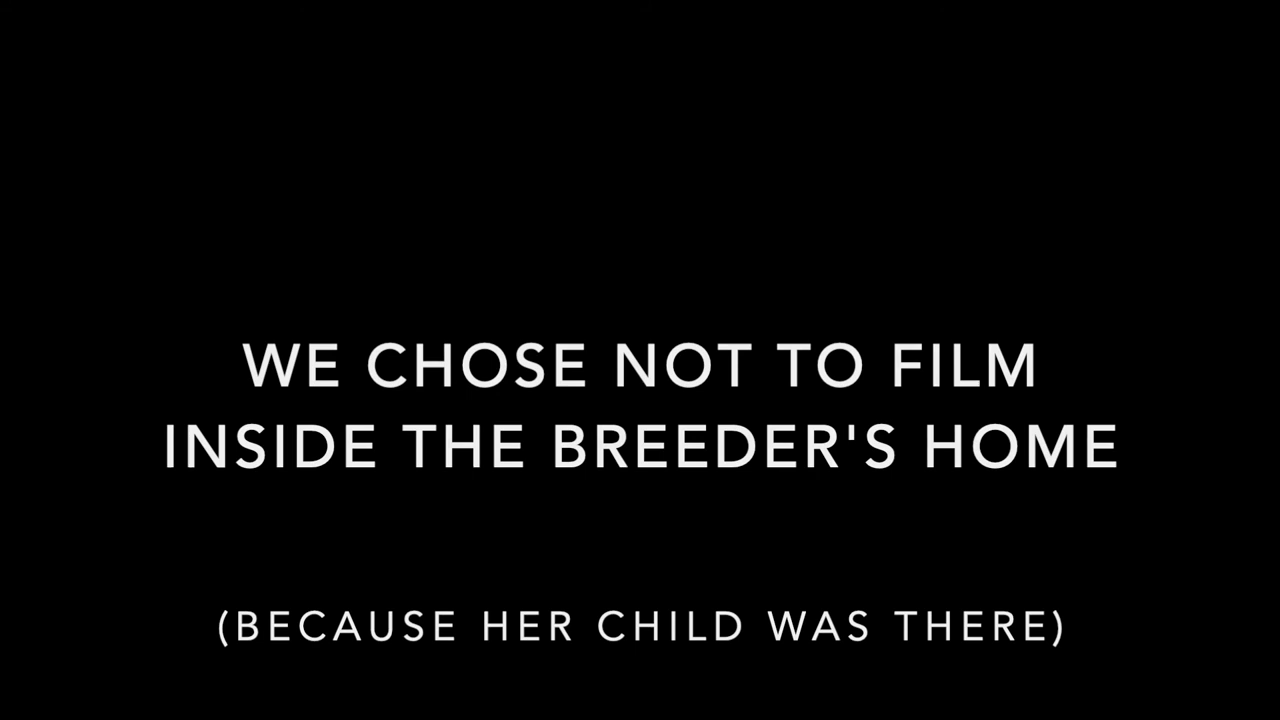 WE CHOSE NOT TO FILM
INSIDE THE BREEDER'S HOME
(BECAUSE HER CHILD WAS THERE)